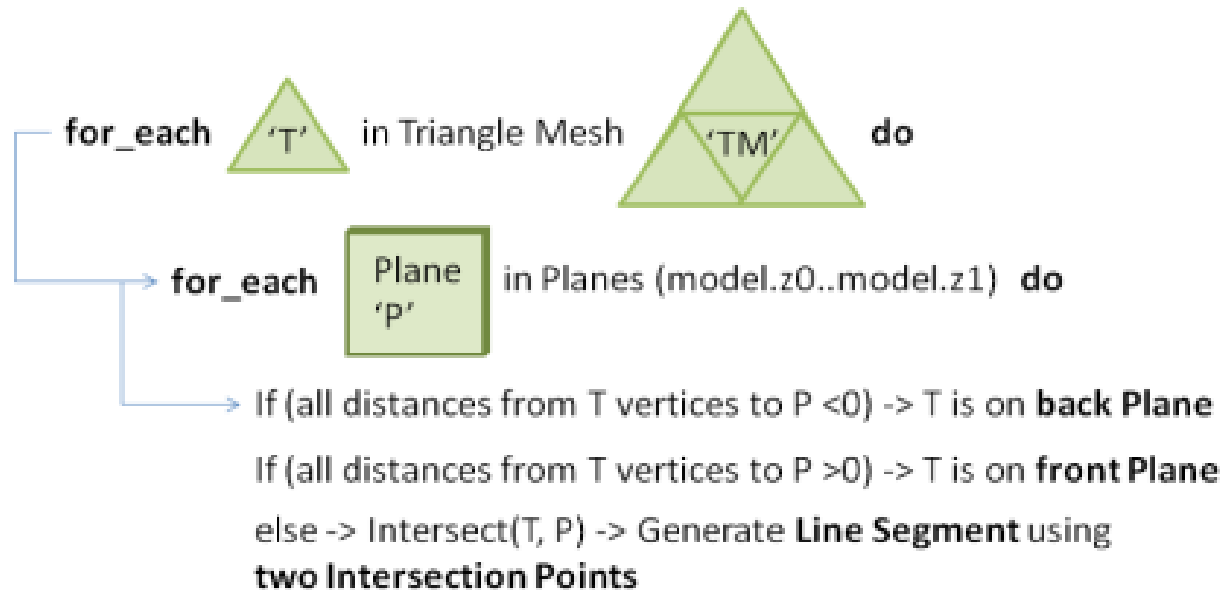 for_each 'T' in Triangle Mesh 'TM' do
for_each Plane 'P' in Planes (model.z0..model.z1) do
If (all distances from T vertices to P <0) -> T is on back Plane
If (all distances from T vertices to P >0) -> T is on front Plane
else -> Intersect(T, P) -> Generate Line Segment using
two Intersection Points